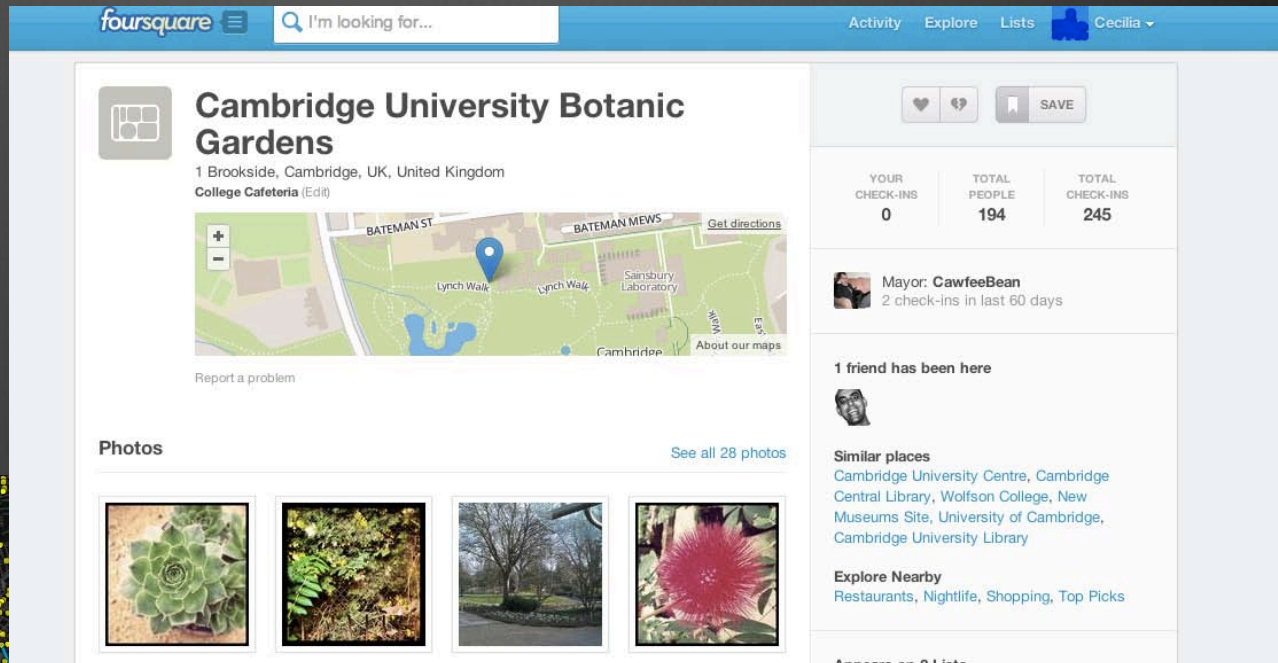 foursquare
I'm looking for...
Activity Explore Lists Cecilia
Cambridge University Botanic
Gardens
1 Brookside, Cambridge, UK, United Kingdom
College Cafeteria (Edit)
+
−
BATEMAN ST
BATEMAN MEWS
Get directions
Lynch Walk
Lynch Walk
Sainsbury
Laboratory
Walk
Eas
Cambridge
About our maps
Report a problem
Photos
See all 28 photos
SAVE
YOUR
CHECK-INS
0
TOTAL
PEOPLE
194
TOTAL
CHECK-INS
245
Mayor: CawfeeBean
2 check-ins in last 60 days
1 friend has been here
Similar places
Cambridge University Centre, Cambridge
Central Library, Wolfson College, New
Museums Site, University of Cambridge,
Cambridge University Library
Explore Nearby
Restaurants, Nightlife, Shopping, Top Picks